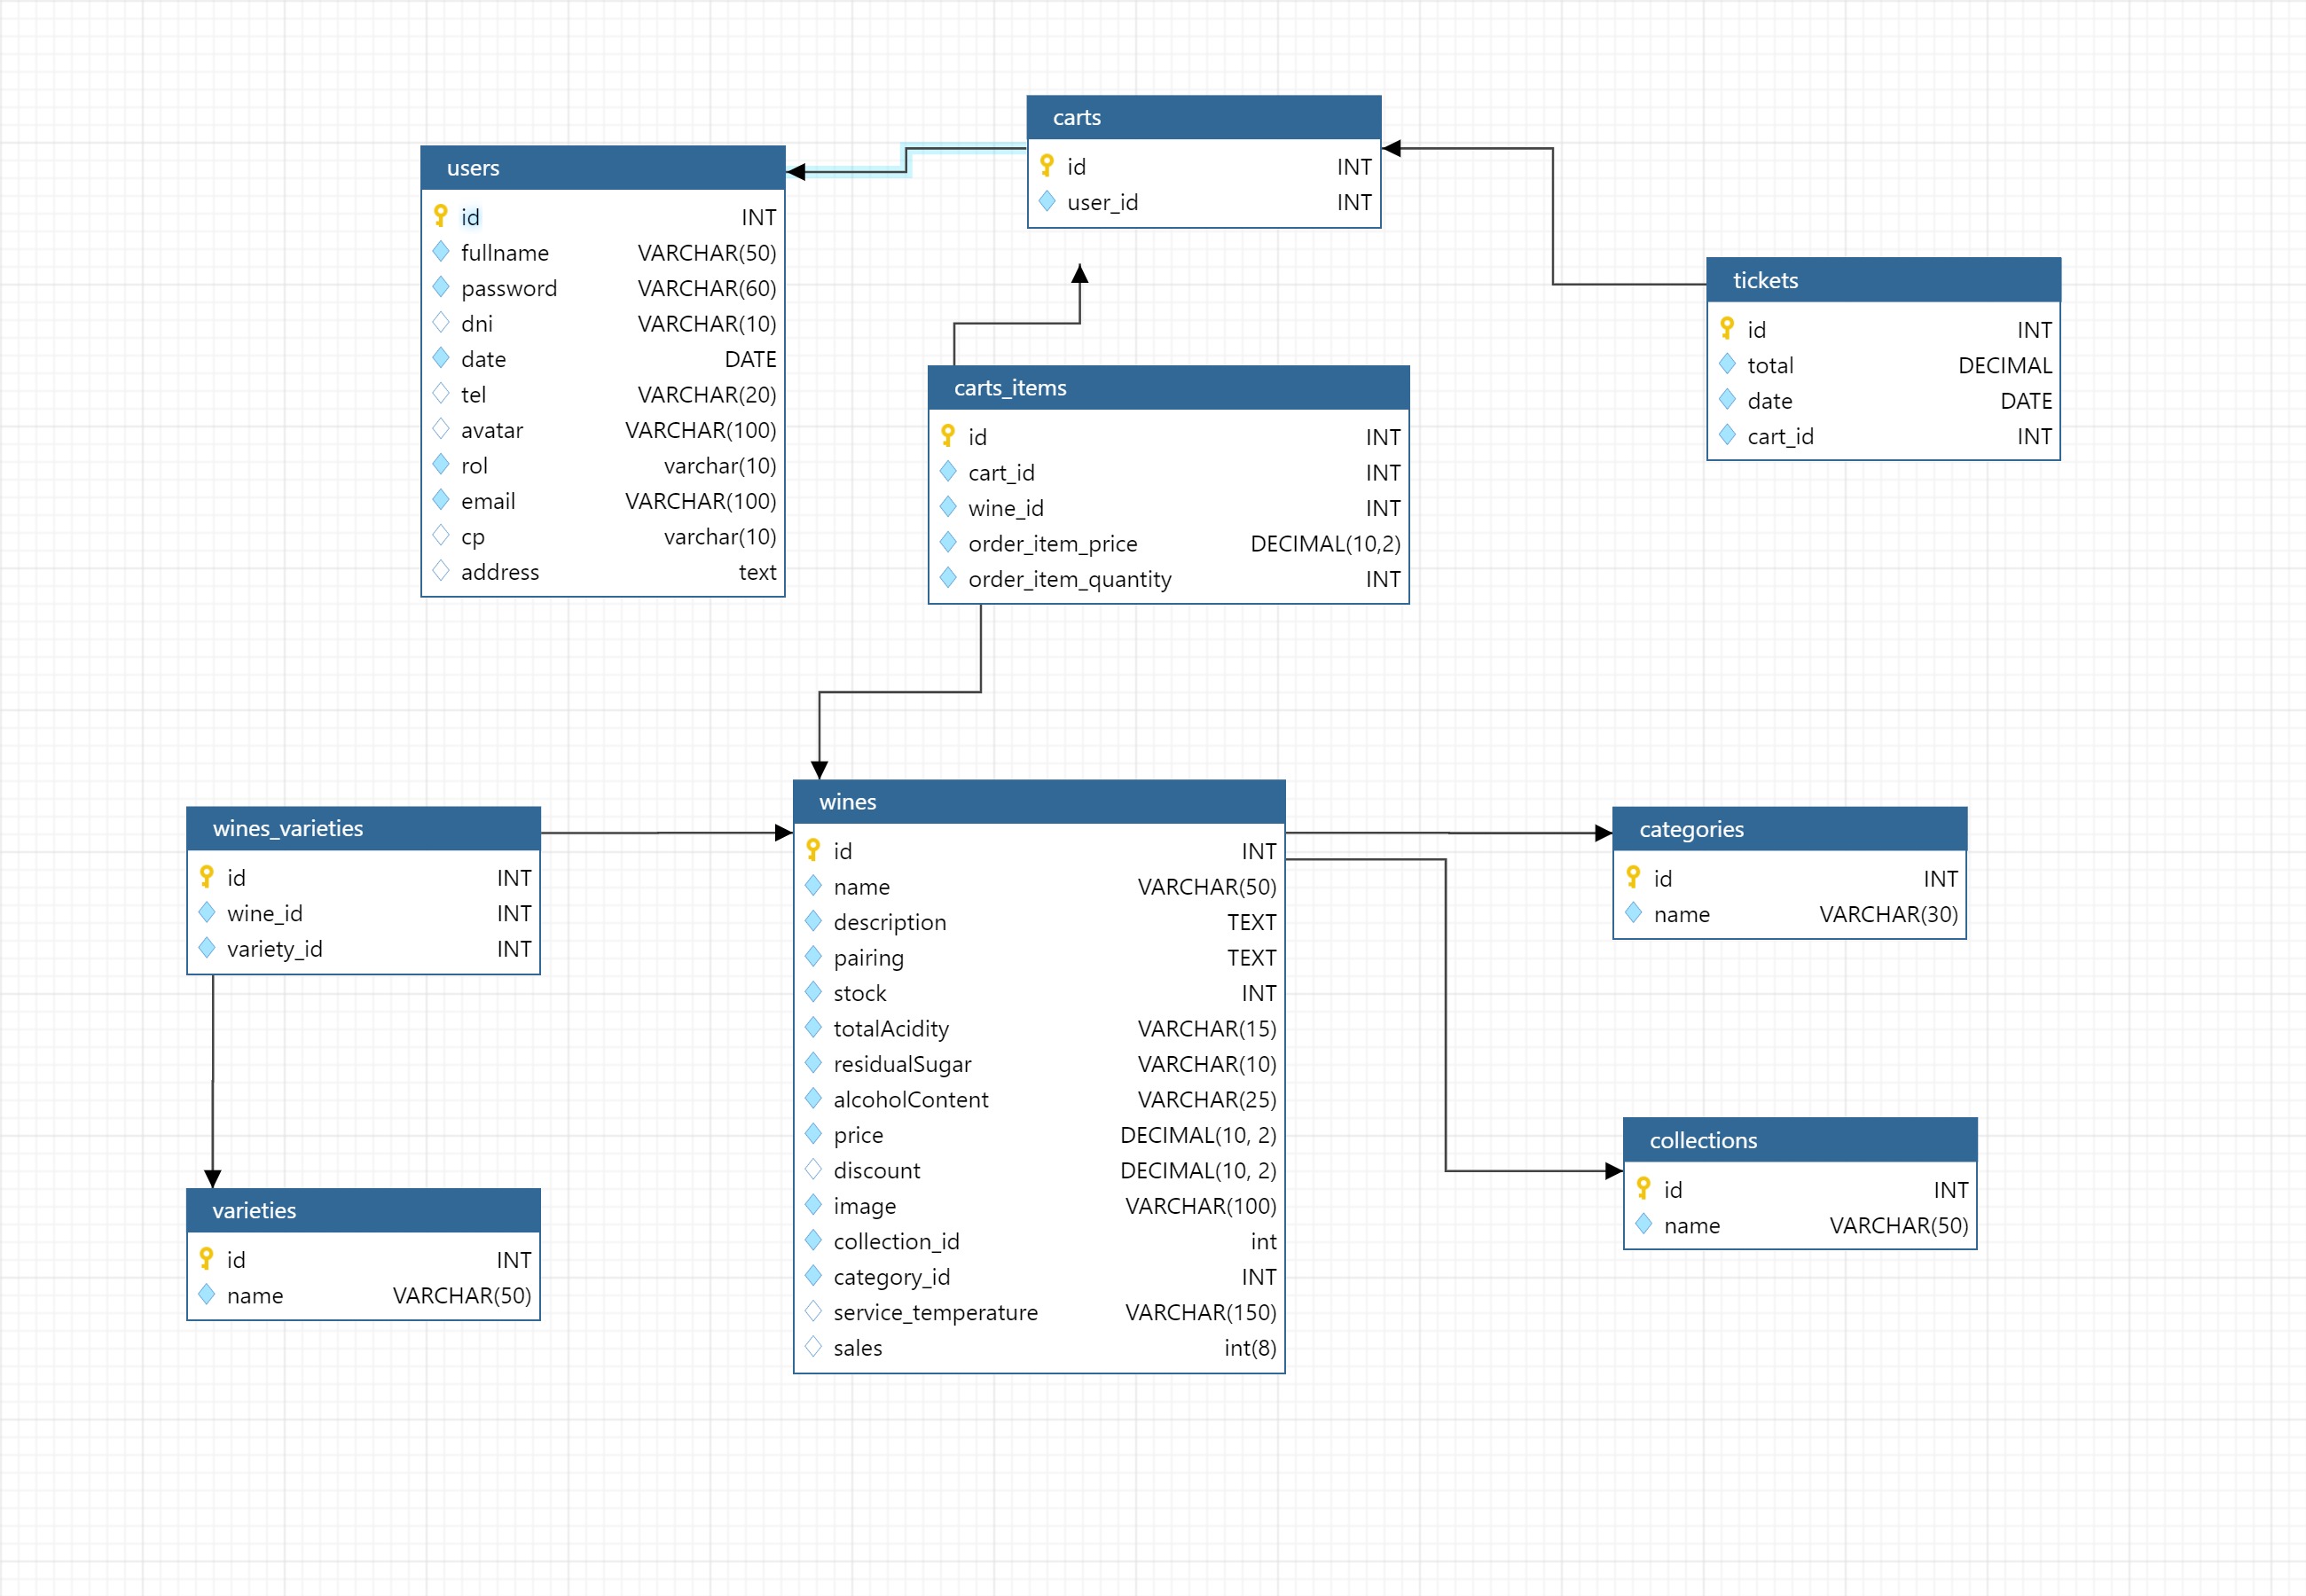 carts
id INT
user_id INT
users
id INT
fullname VARCHAR(50)
password VARCHAR(60)
dni VARCHAR(10)
date DATE
tel VARCHAR(20)
avatar VARCHAR(100)
rol varchar(10)
email VARCHAR(100)
cp varchar(10)
address text
tickets
id INT
total DECIMAL
date DATE
cart_id INT
carts_items
id INT
cart_id INT
wine_id INT
order_item_price DECIMAL(10,2)
order_item_quantity INT
wines_varieties
id INT
wine_id INT
variety_id INT
wines
id INT
name VARCHAR(50)
description TEXT
pairing TEXT
stock INT
totalAcidity VARCHAR(15)
residualSugar VARCHAR(10)
alcoholContent VARCHAR(25)
price DECIMAL(10, 2)
discount DECIMAL(10, 2)
image VARCHAR(100)
collection_id int
category_id INT
service_temperature VARCHAR(150)
sales int(8)
categories
id INT
name VARCHAR(30)
collections
id INT
name VARCHAR(50)
varieties
id INT
name VARCHAR(50)